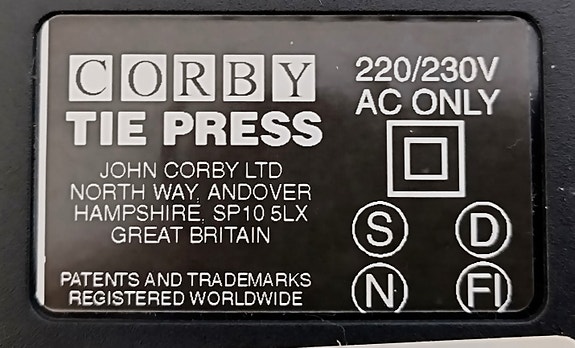 CORBY
TIE PRESS
JOHN CORBY LTD
NORTH WAY, ANDOVER
HAMPSHIRE, SP10 5LX
GREAT BRITAIN
PATENTS AND TRADEMARKS
REGISTERED WORLDWIDE
220/230V
AC ONLY
S D
N FI